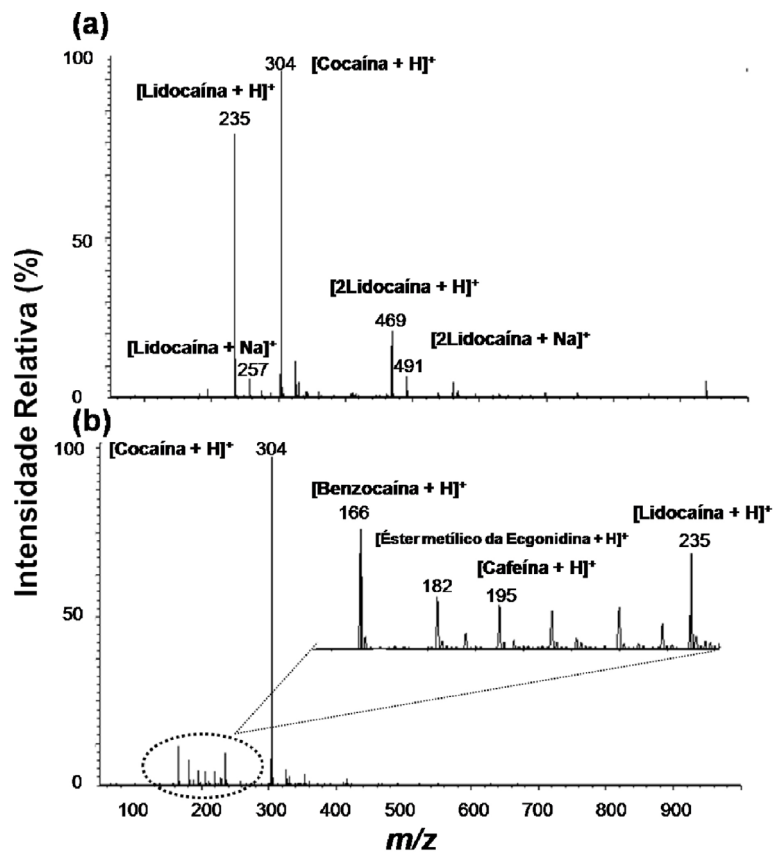 (a)
100
304 [Cocaína + H]⁺
[Lidocaína + H]⁺
235
50
[2Lidocaína + H]⁺
469
[2Lidocaína + Na]⁺
[Lidocaína + Na]⁺
257
491
0
Intensidade Relativa (%)
(b)
100
[Cocaína + H]⁺ 304
[Benzocaína + H]⁺
166
[Lidocaína + H]⁺
235
[Éster metílico da Ecgonidina + H]⁺
[Cafeína + H]⁺
182
195
50
0
100 200 300 400 500 600 700 800 900
m/z